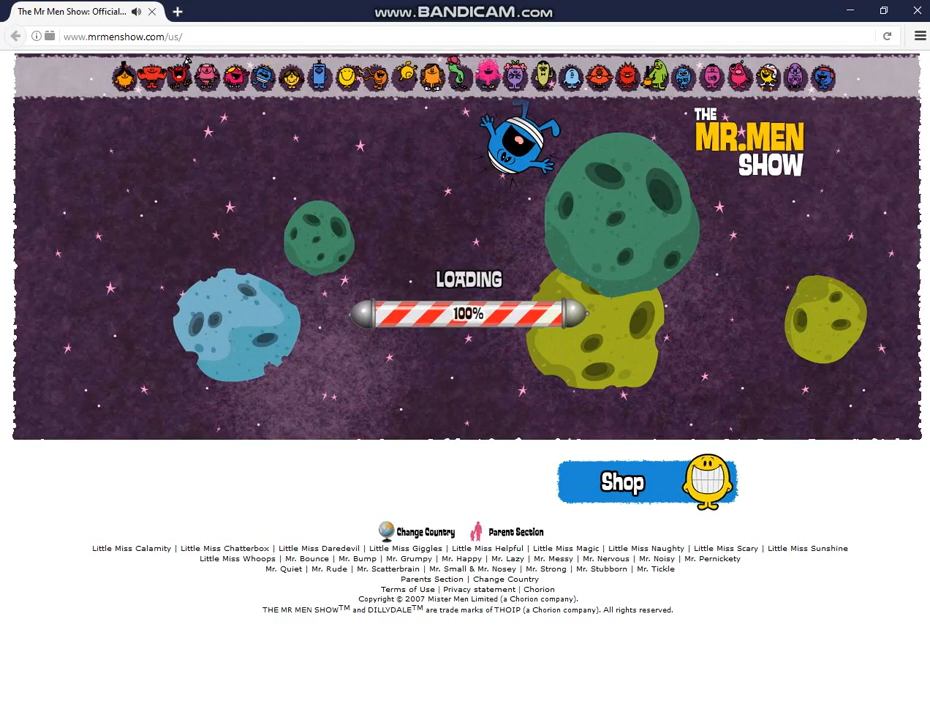 The Mr Men Show: Official...
www.BANDICAM.com
www.mrmenshow.com/us/
THE
MR.MEN
SHOW
LOADING
100%
Shop
Change Country Parent Section
Little Miss Calamity | Little Miss Chatterbox | Little Miss Daredevil | Little Miss Giggles | Little Miss Helpful | Little Miss Magic | Little Miss Naughty | Little Miss Scary | Little Miss Sunshine
Little Miss Whoops | Mr. Bounce | Mr. Bump | Mr. Grumpy | Mr. Happy | Mr. Lazy | Mr. Messy | Mr. Nervous | Mr. Noisy | Mr. Pernickety
Mr. Quiet | Mr. Rude | Mr. Scatterbrain | Mr. Small & Mr. Nosey | Mr. Strong | Mr. Stubborn | Mr. Tickle
Parents Section | Change Country
Terms of Use | Privacy statement | Chorion
Copyright © 2007 Mister Men Limited (a Chorion company).
THE MR MEN SHOW™ and DILLYDALE™ are trade marks of THOIP (a Chorion company). All rights reserved.